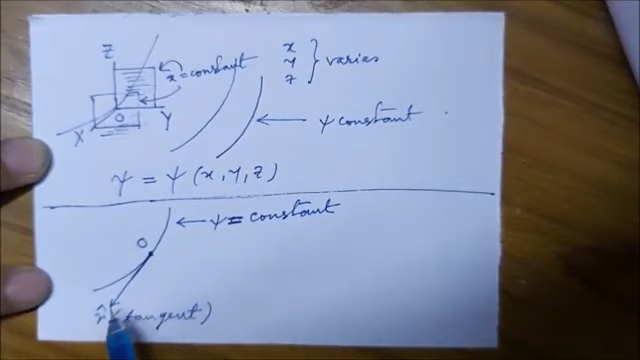 Z
x = constant
O
Y
X
x
y
z
} varies
ψ constant
ψ = ψ (x, y, z)
ψ = constant
O
(tangent)